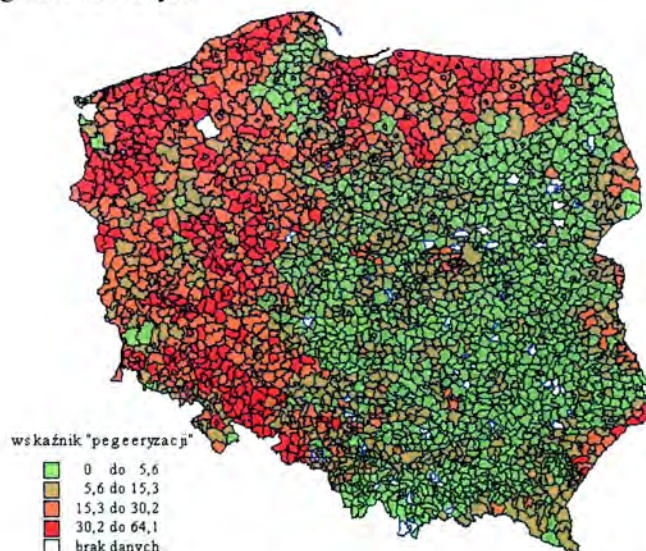 wskaźnik "pegeeryzacji"
0 do 5,6
5,6 do 15,3
15,3 do 30,2
30,2 do 64,1
brak danych